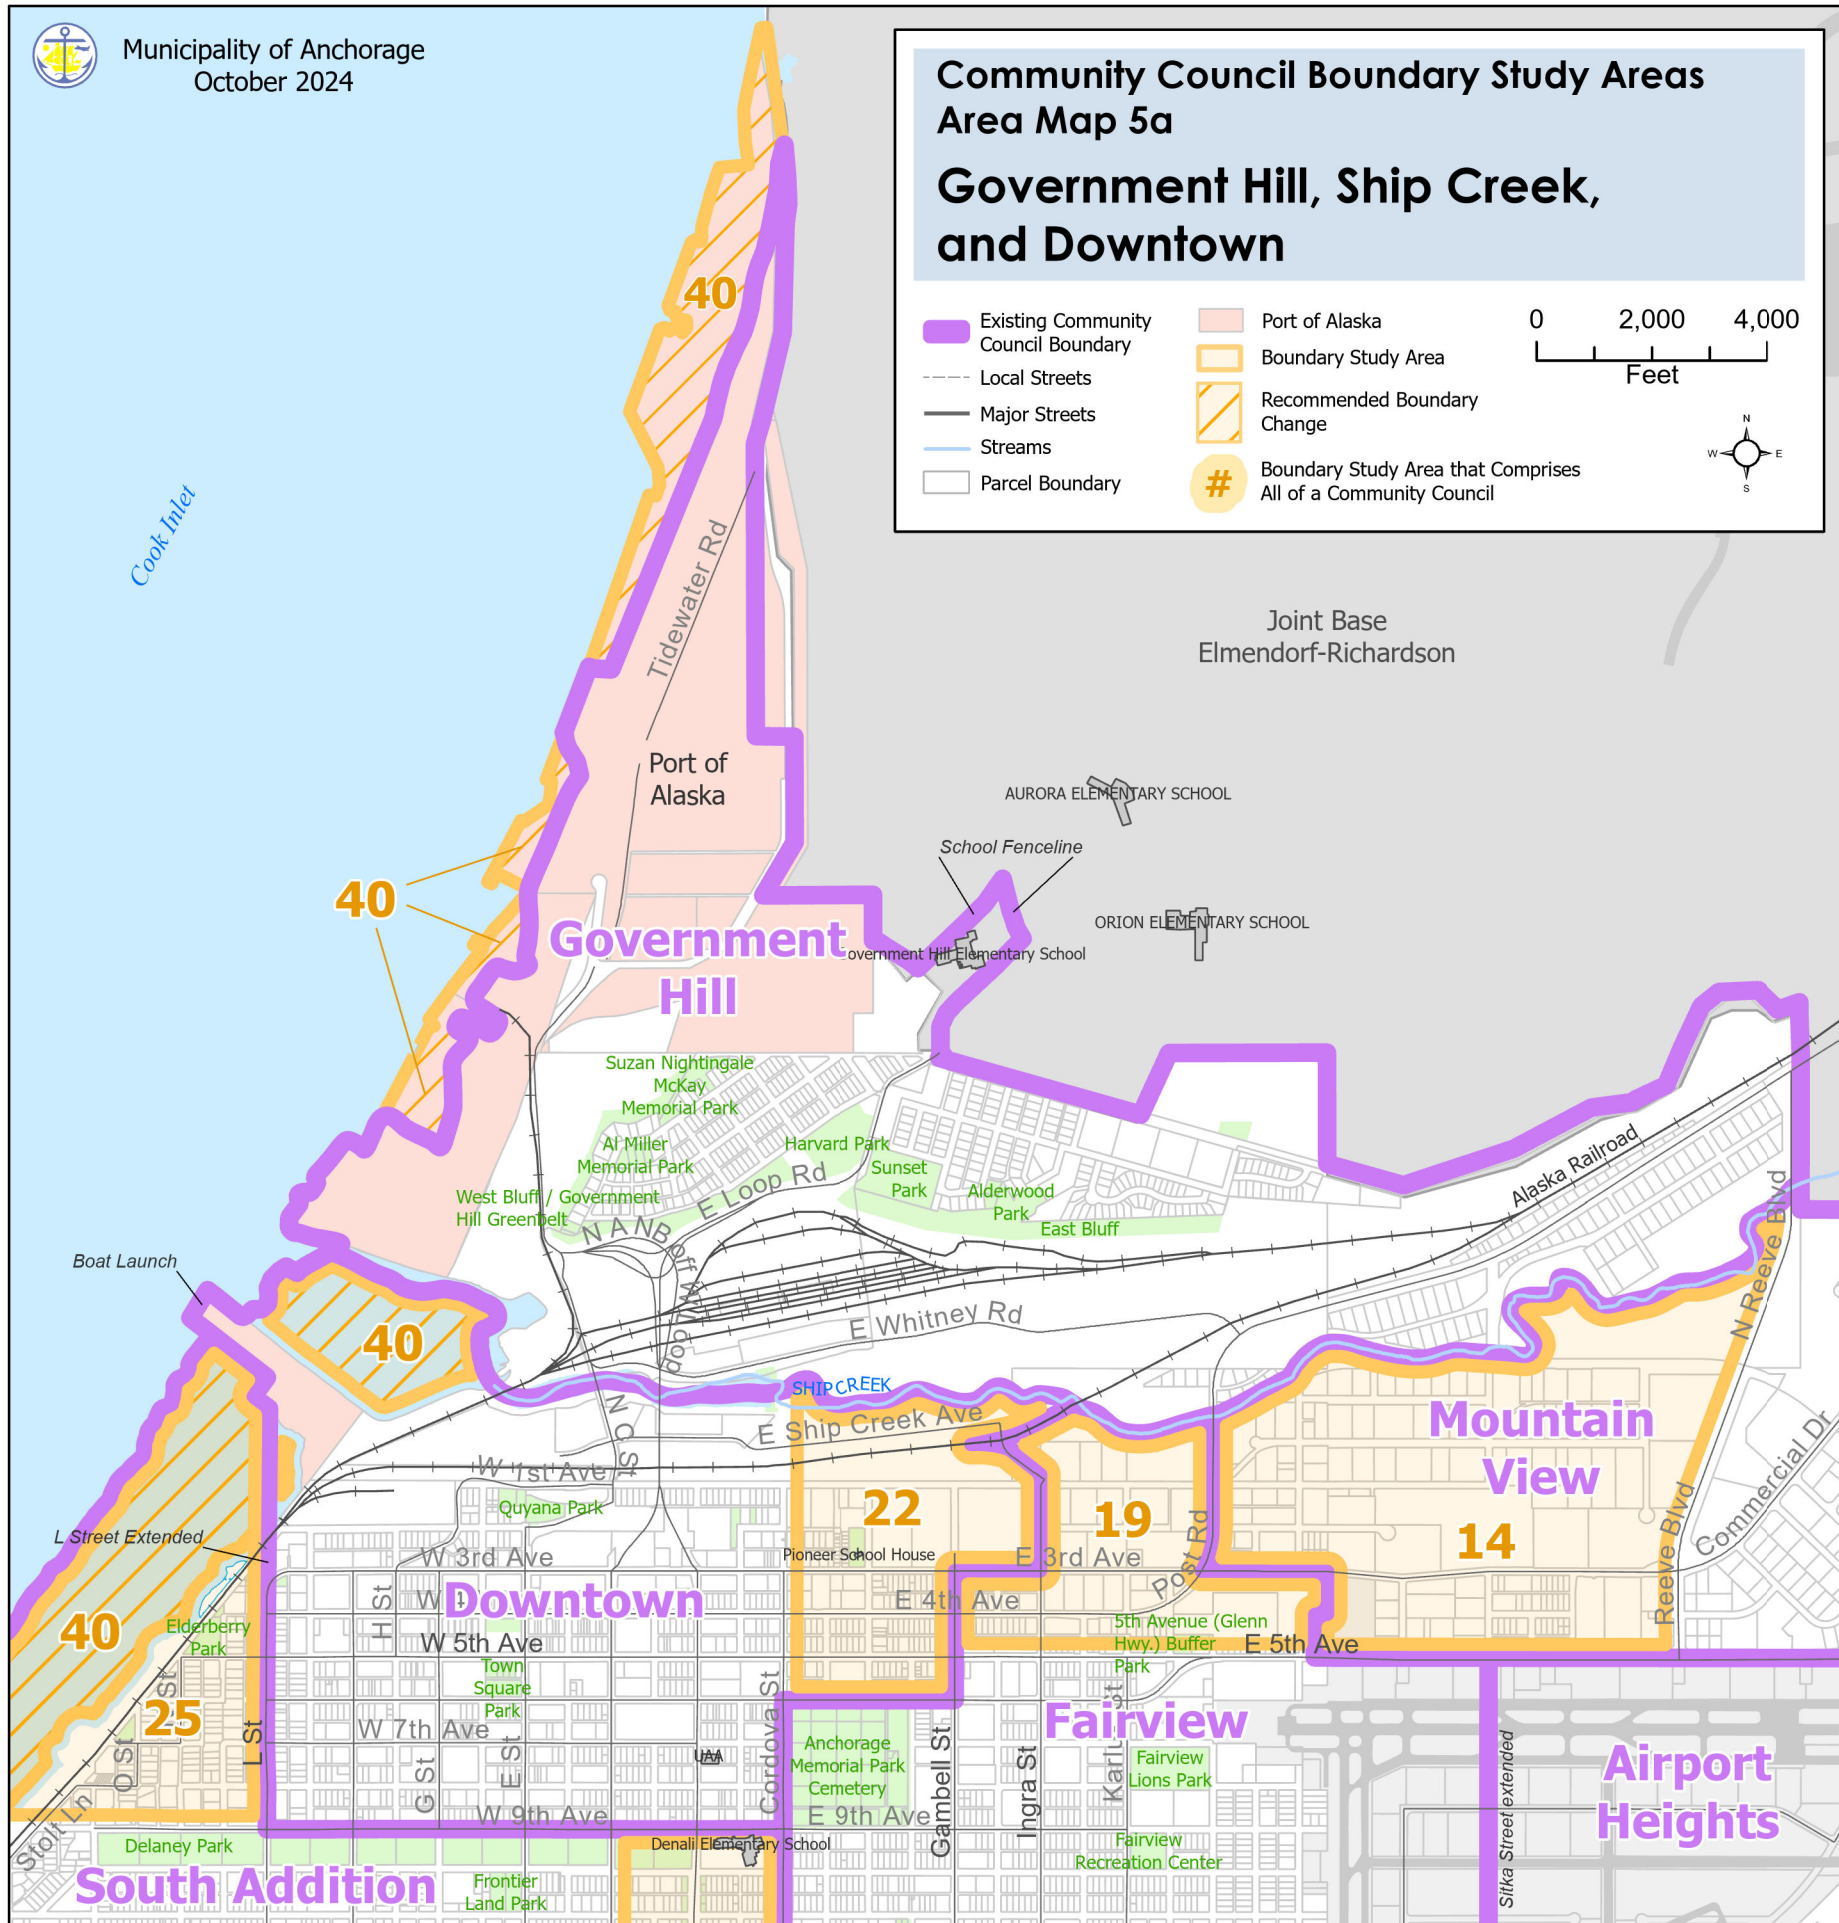 Municipality of Anchorage
October 2024
Community Council Boundary Study Areas
Area Map 5a
Government Hill, Ship Creek,
and Downtown
Existing Community
Council Boundary
Local Streets
Major Streets
Streams
Parcel Boundary
Port of Alaska
Boundary Study Area
Recommended Boundary
Change
#
Boundary Study Area that Comprises
All of a Community Council
0 2,000 4,000
Feet
N
W E
S
40
Cook Inlet
Tidewater Rd
Joint Base
Elmendorf-Richardson
Port of
Alaska
AURORA ELEMENTARY SCHOOL
School Fenceline
40
ORION ELEMENTARY SCHOOL
Government
Hill
Government Hill Elementary School
Suzan Nightingale
McKay
Memorial Park
Al Miller
Memorial Park
Harvard Park
Sunset
Park
Alderwood
Park
East Bluff
West Bluff / Government
Hill Greenbelt
E Loop Rd
Alaska Railroad
N Reeve Blvd
Boat Launch
40
E Whitney Rd
SHIP CREEK
N C St
E Ship Creek Ave
Mountain
View
W 1st Ave
Quyana Park
22
19
14
Post Rd
Reeve Blvd
Commercial Dr
L Street Extended
Pioneer School House
W 3rd Ave
E 3rd Ave
Downtown
H St
E 4th Ave
40
Elderberry
Park
W 5th Ave
5th Avenue (Glenn
Hwy.) Buffer
Park
E 5th Ave
Town
Square
Park
25
St
O St
L St
W 7th Ave
G St
E St
UAA
Cordova St
Anchorage
Memorial Park
Cemetery
Fairview
Gambell St
Ingra St
Fairview
Lions Park
Sitka Street extended
Airport
Heights
W 9th Ave
E 9th Ave
Stolt Ln
Delaney Park
Denali Elementary School
Fairview
Recreation Center
South Addition
Frontier
Land Park